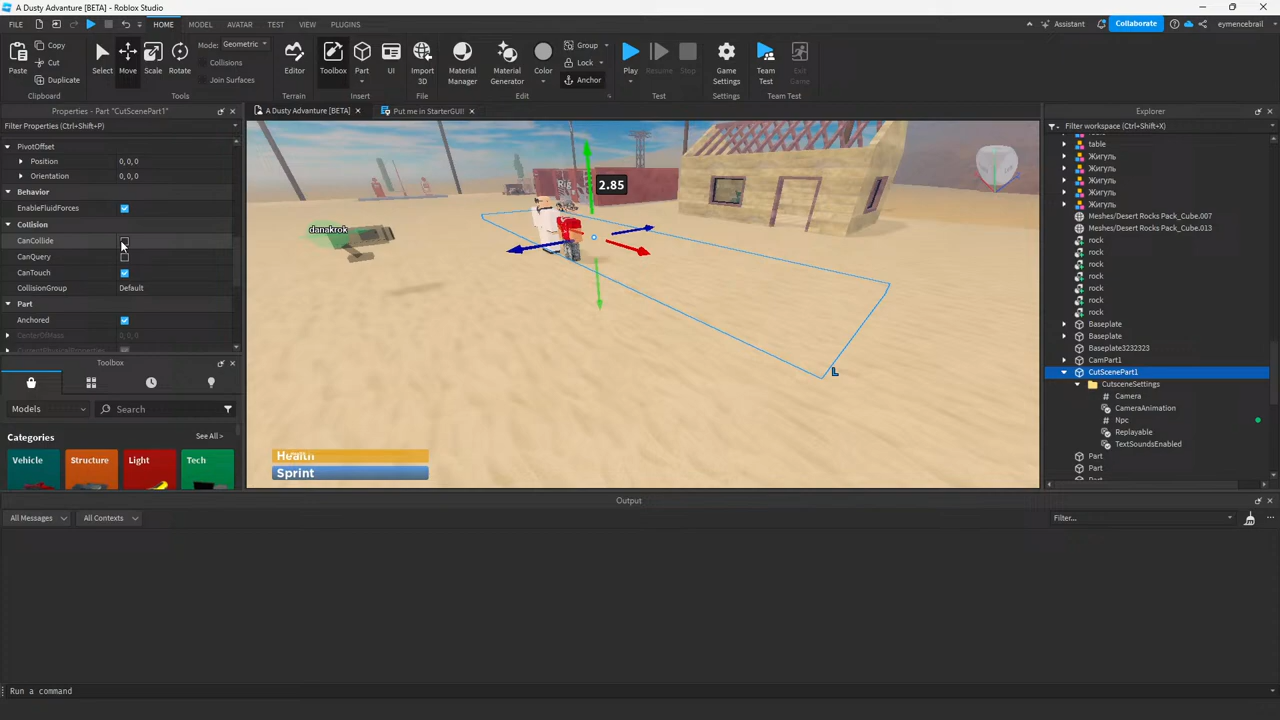 A Dusty Adventure [BETA] - Roblox Studio
FILE
HOME
MODEL
AVATAR
TEST
VIEW
PLUGINS
Assistant
Collaborate
eymencebrail
Paste
Copy
Cut
Duplicate
Clipboard
Select
Move
Scale
Rotate
Mode: Geometric
Collisions
Join Surfaces
Tools
Editor
Terrain
Toolbox
Part
UI
Insert
Import
3D
File
Material
Manager
Material
Generator
Color
Group
Lock
Anchor
Edit
Play
Resume
Stop
Test
Game
Settings
Settings
Team
Test
Exit
Game
Team Test
Properties - Part "CutScenePart1"
Filter Properties (Ctrl+Shift+P)
PivotOffset
Position 0, 0, 0
Orientation 0, 0, 0
Behavior
EnableFluidForces
Collision
CanCollide
CanQuery
CanTouch
CollisionGroup Default
Part
Anchored
CenterOfMass 0, 0, 0
CurrentPhysicalProperties
Toolbox
Models
Search
Categories
See All >
Vehicle
Structure
Light
Tech
A Dusty Advanture [BETA]
Put me in StarterGUI!
Rig
2.85
danakrok
L
Health
Sprint
Explorer
Filter workspace (Ctrl+Shift+X)
table
Жигуль
Жигуль
Жигуль
Жигуль
Жигуль
Meshes/Desert Rocks Pack_Cube.007
Meshes/Desert Rocks Pack_Cube.013
rock
rock
rock
rock
rock
rock
rock
Baseplate
Baseplate
Baseplate3232323
CamPart1
CutScenePart1
CutsceneSettings
Camera
CameraAnimation
Npc
Replayable
TextSoundsEnabled
Part
Part
Output
All Messages
All Contexts
Filter...
Run a command